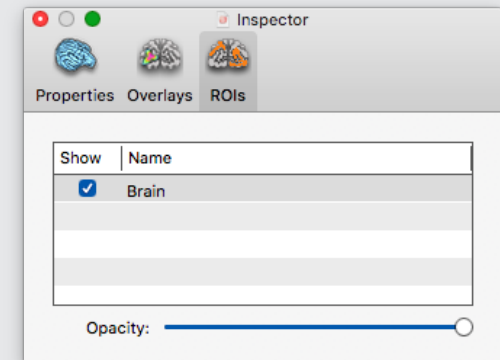 Inspector
Properties Overlays ROIs
Show Name
Brain
Opacity: